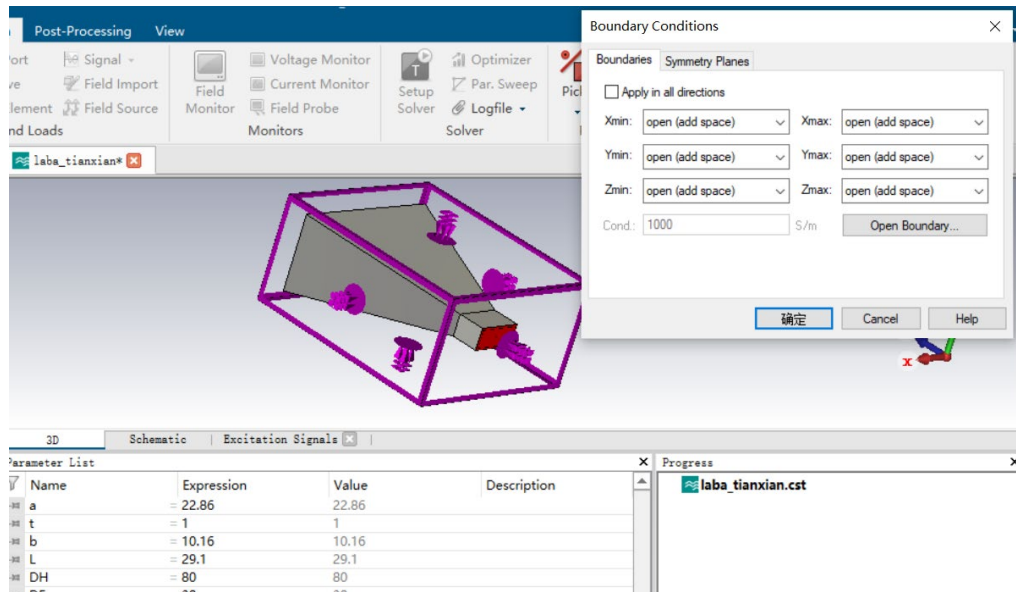 Post-Processing View
Boundary Conditions
Signal
Voltage Monitor
Optimizer
Boundaries Symmetry Planes
Field Import
Field
Current Monitor
Setup
Par. Sweep
Apply in all directions
Field Source
Monitor
Field Probe
Solver
Logfile
Xmin: open (add space) Xmax: open (add space)
Monitors
Solver
laba_tianxian*
Ymin: open (add space) Ymax: open (add space)
Zmin: open (add space) Zmax: open (add space)
Cond.: 1000 S/m Open Boundary...
确定 Cancel Help
x
3D Schematic Excitation Signals
Parameter List
Progress
Name Expression Value Description
laba_tianxian.cst
a = 22.86 22.86
t = 1 1
b = 10.16 10.16
L = 29.1 29.1
DH = 80 80